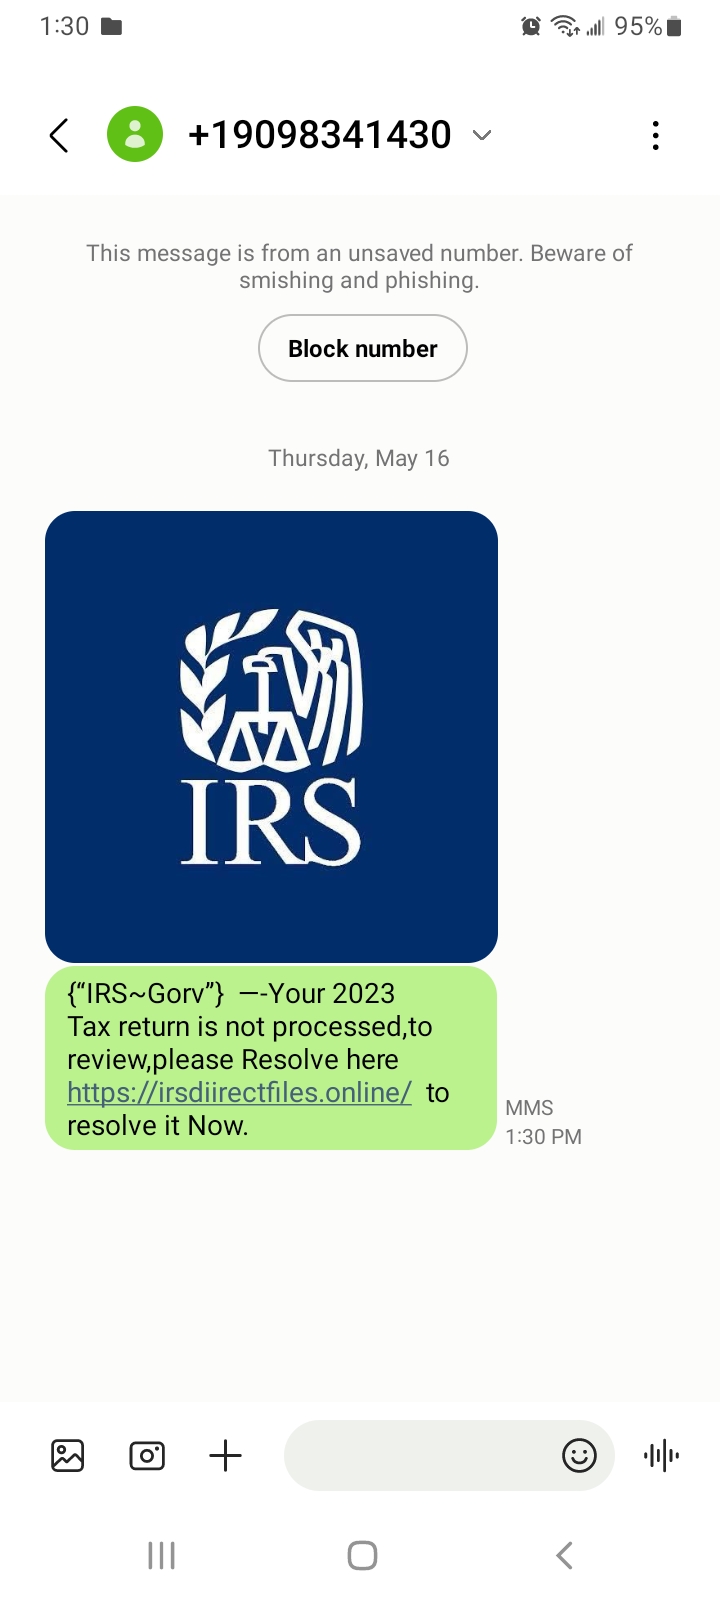 1:30 95%
+19098341430
This message is from an unsaved number. Beware of
smishing and phishing.
Block number
Thursday, May 16
IRS
{“IRS~Gorv”}  —-Your 2023
Tax return is not processed,to
review,please Resolve here
https://irsdiirectfiles.online/  to
resolve it Now.
MMS
1:30 PM